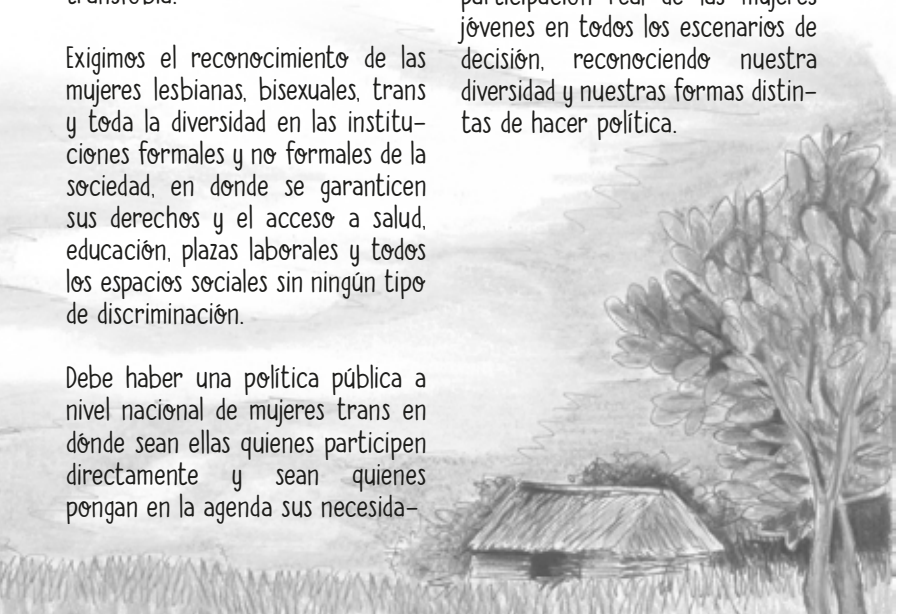 transfobia.
Exigimos el reconocimiento de las
mujeres lesbianas, bisexuales, trans
y toda la diversidad en las institu–
ciones formales y no formales de la
sociedad, en donde se garanticen
sus derechos y el acceso a salud,
educación, plazas laborales y todos
los espacios sociales sin ningún tipo
de discriminación.
Debe haber una política pública a
nivel nacional de mujeres trans en
dónde sean ellas quienes participen
directamente y sean quienes
pongan en la agenda sus necesida–
participación real de las mujeres
jóvenes en todos los escenarios de
decisión, reconociendo nuestra
diversidad y nuestras formas distin–
tas de hacer política.